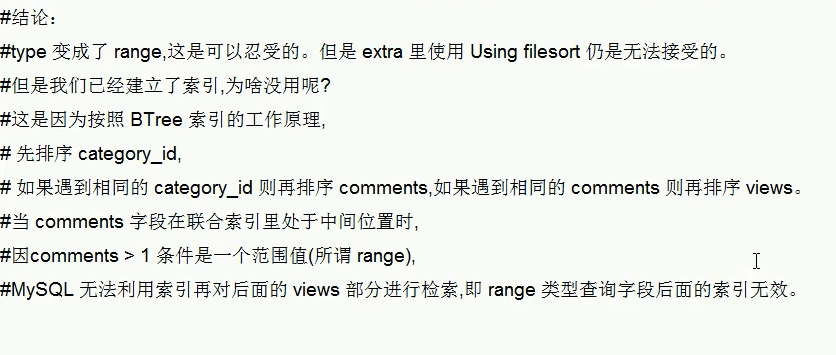 #结论：
#type 变成了 range,这是可以忍受的。但是 extra 里使用 Using filesort 仍是无法接受的。
#但是我们已经建立了索引,为啥没用呢?
#这是因为按照 BTree 索引的工作原理,
# 先排序 category_id,
# 如果遇到相同的 category_id 则再排序 comments,如果遇到相同的 comments 则再排序 views。
#当 comments 字段在联合索引里处于中间位置时,
#因comments > 1 条件是一个范围值(所谓 range),
#MySQL 无法利用索引再对后面的 views 部分进行检索,即 range 类型查询字段后面的索引无效。